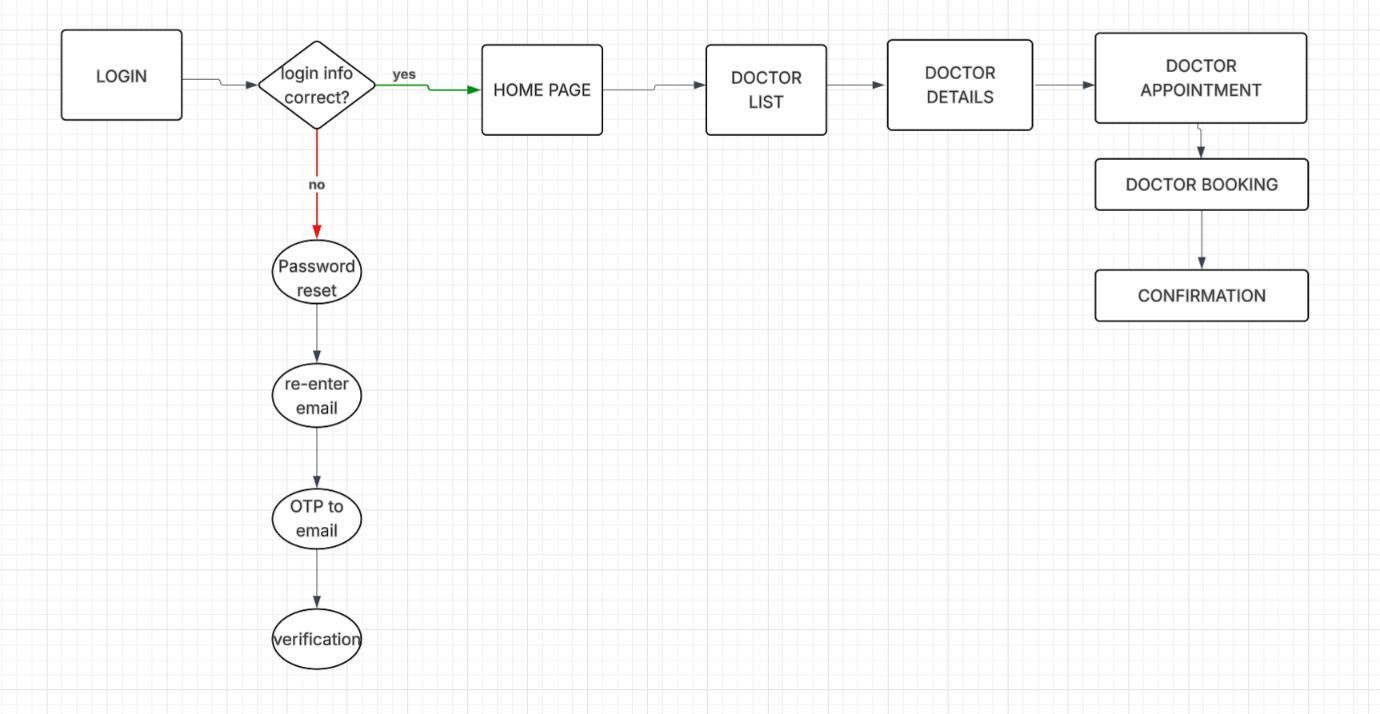 LOGIN
login info
correct?
yes
HOME PAGE
DOCTOR
LIST
DOCTOR
DETAILS
DOCTOR
APPOINTMENT
DOCTOR BOOKING
CONFIRMATION
no
Password
reset
re-enter
email
OTP to
email
verification